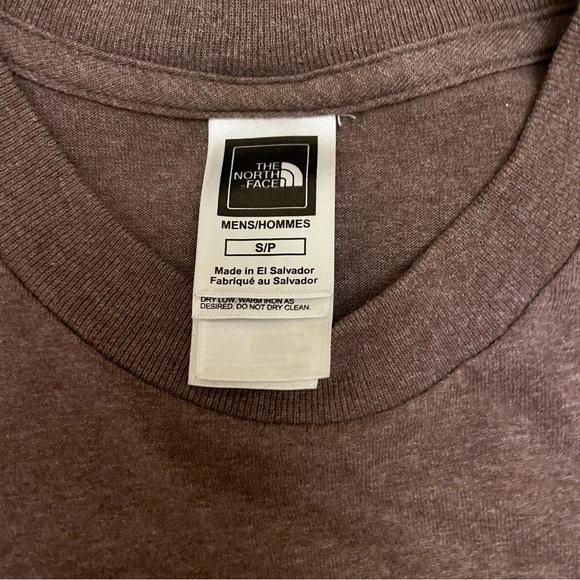 THE
NORTH
FACE
MENS/HOMMES
S/P
Made in El Salvador
Fabriqué au Salvador
DRY LOW. WARM IRON AS
DESIRED. DO NOT DRY CLEAN.